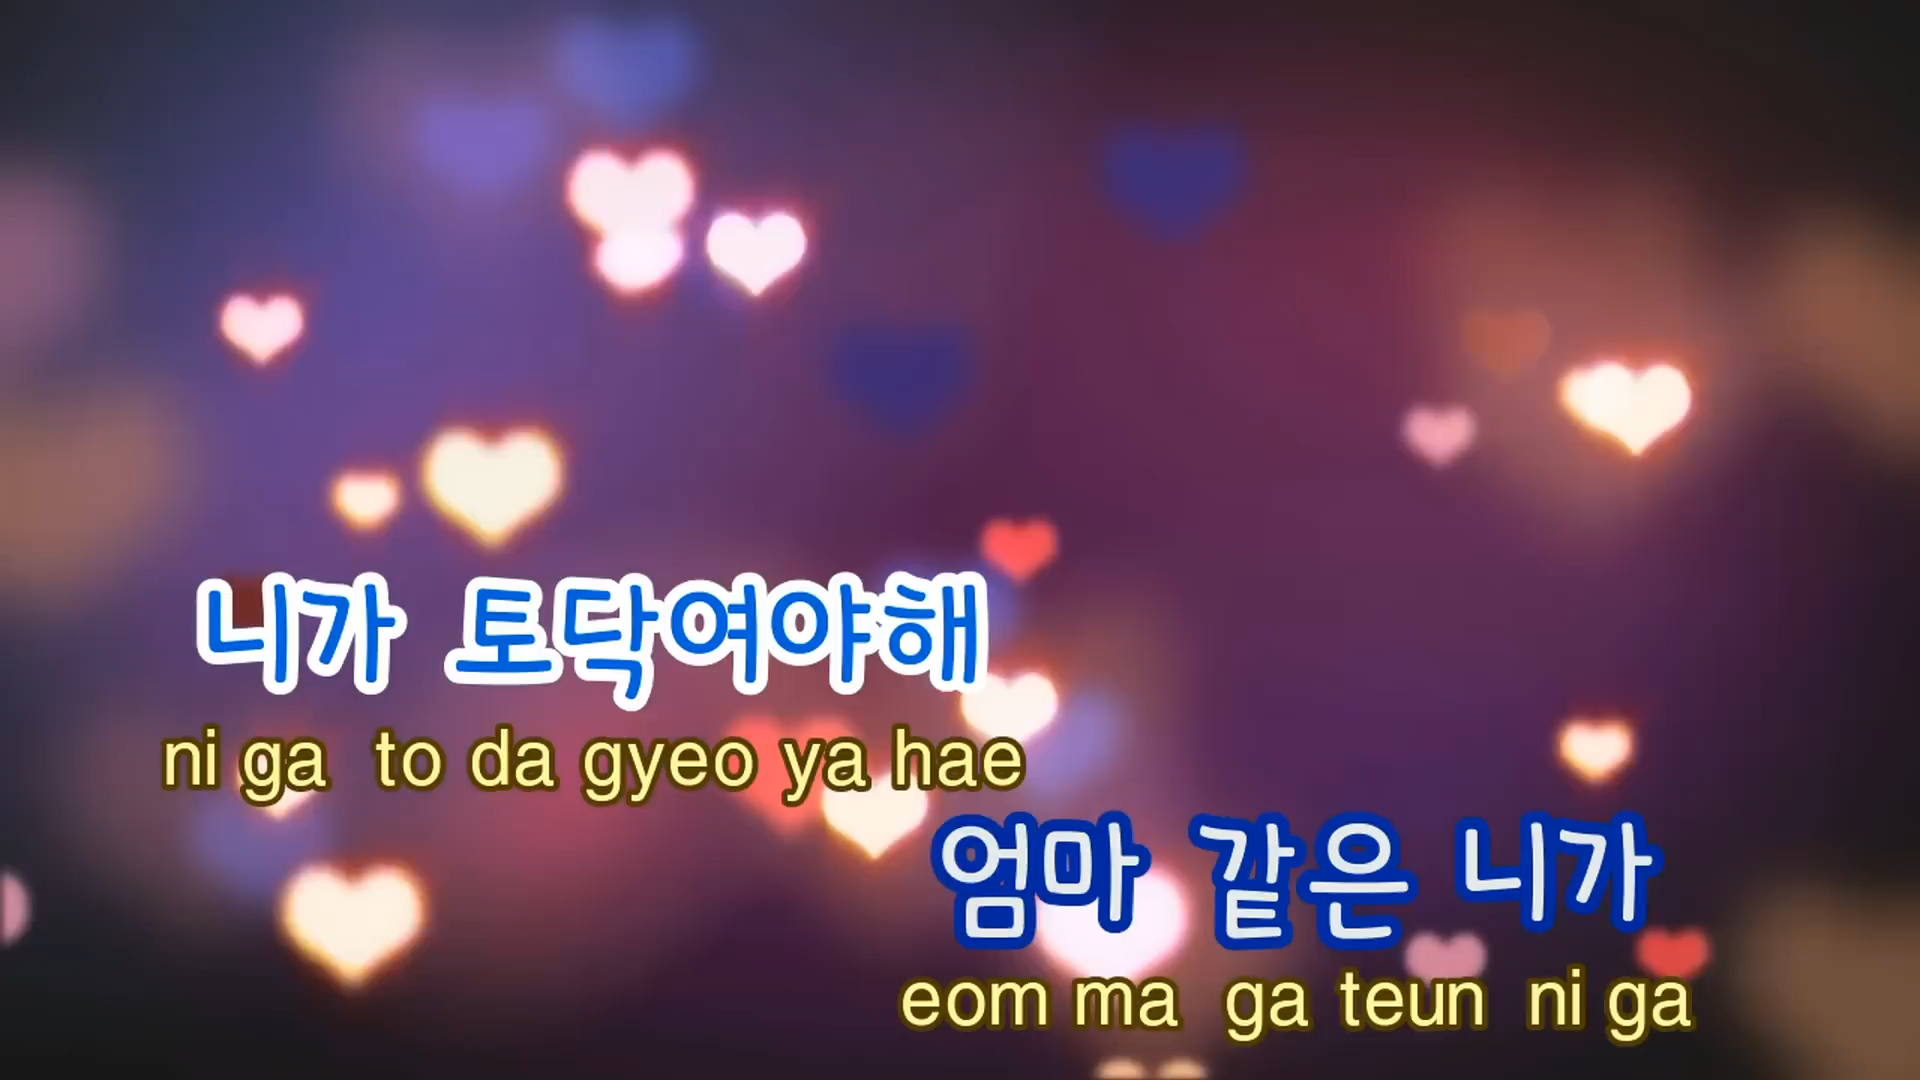 니가 토닥여야해
ni ga to da gyeo ya hae
엄마 같은 니가
eom ma ga teun ni ga